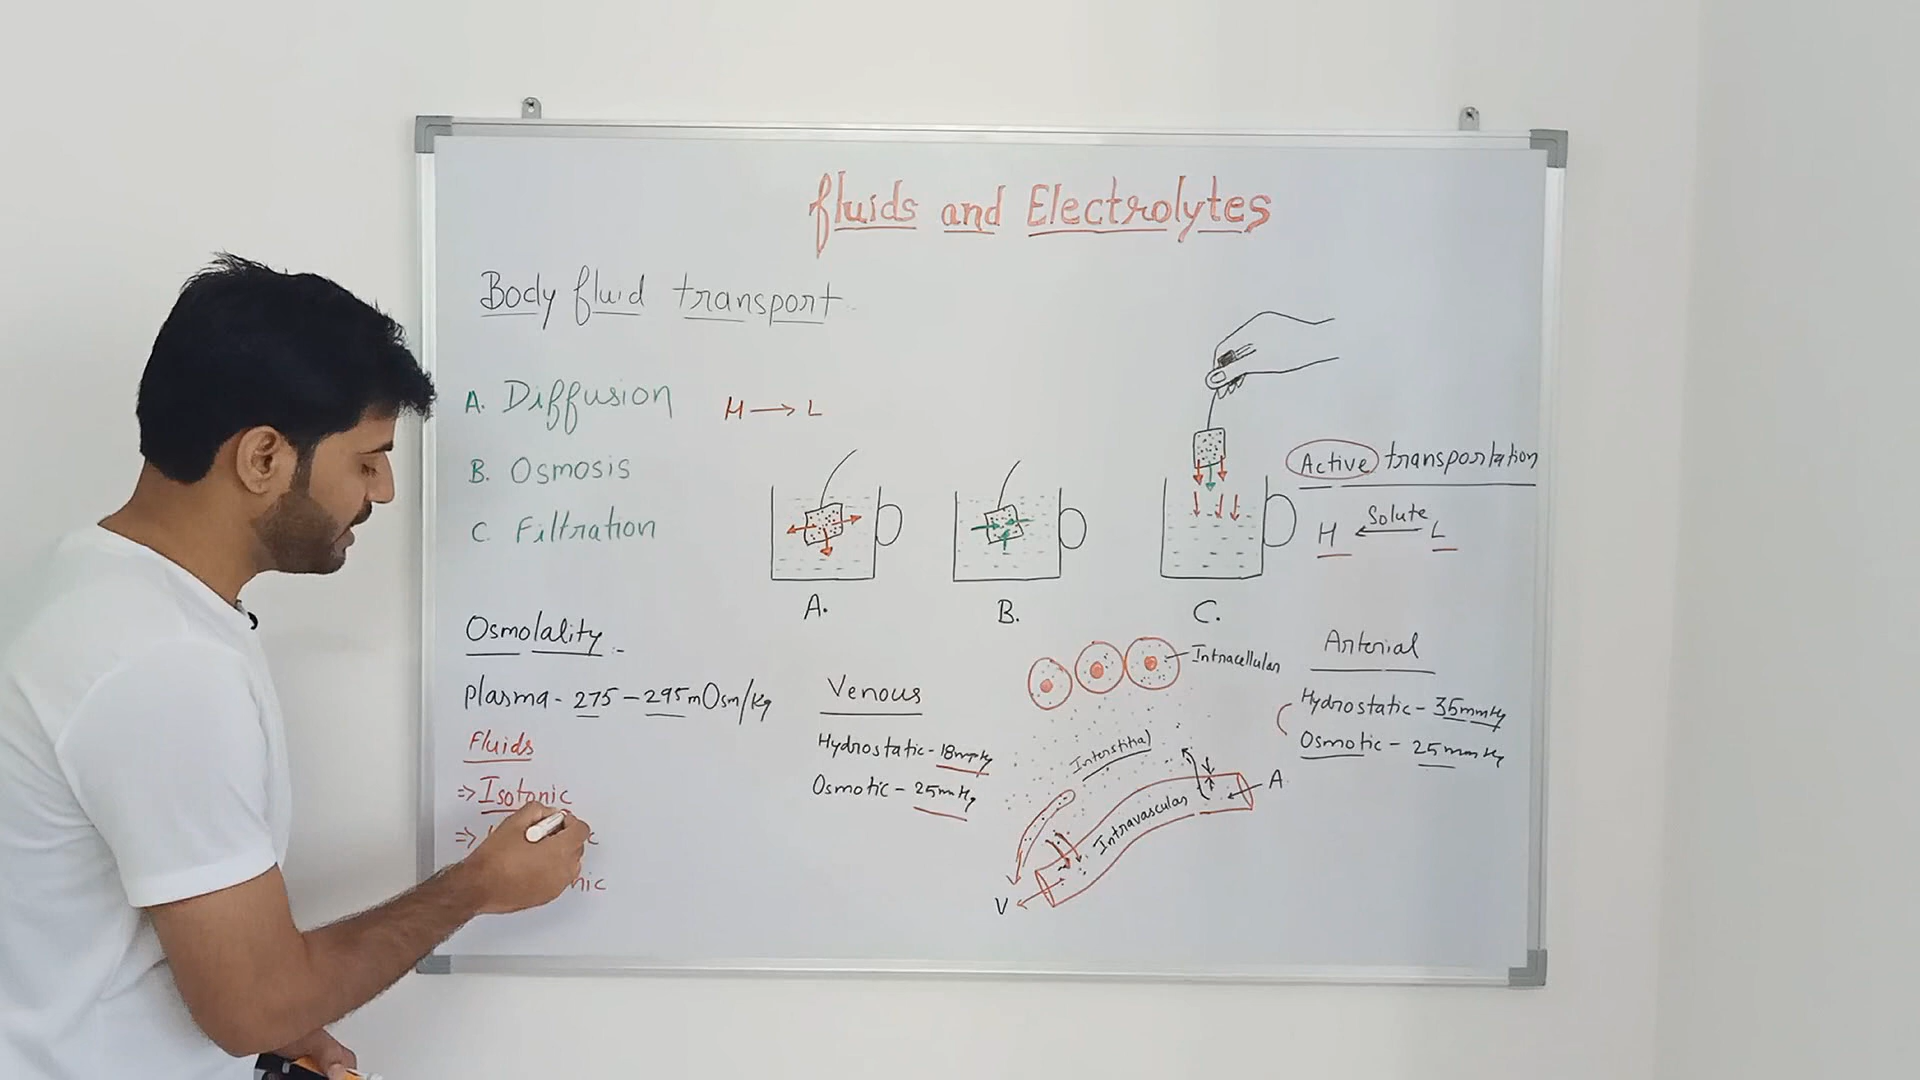 fluids and Electrolytes
Body fluid transport
A. Diffusion H → L
B. Osmosis
C. Filtration
A.
B.
C.
Active transportation
Solute
H ← L
Osmolality :-
Plasma - 275 - 295 mOsm/kg
Fluids
⇒ Isotonic
⇒
Venous
Hydrostatic - 18mmHg
Osmotic - 25mmHg
Intracellular
Interstitial
Intravascular
A
V
Arterial
Hydrostatic - 35mmHg
Osmotic - 25mmHg